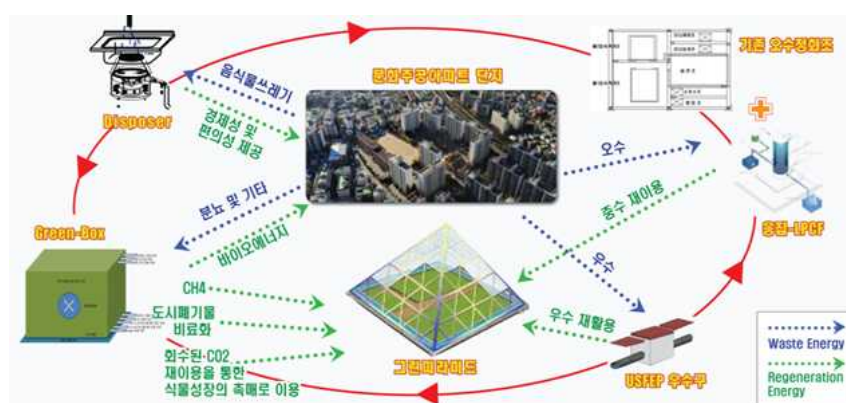 음식물쓰레기
문화주공아파트 단지
기존 오수정화조
Disposer
경제성 및
편의성 제공
오수
분뇨 및 기타
중수 재이용
Green-Box
바이오에너지
응집-LPCF
CH4
우수
도시폐기물
비료화
우수 재활용
회수된·CO2
재이용을 통한
식물성장의 촉매로 이용
그린피라미드
USFEP 우수구
Waste Energy
Regeneration
Energy